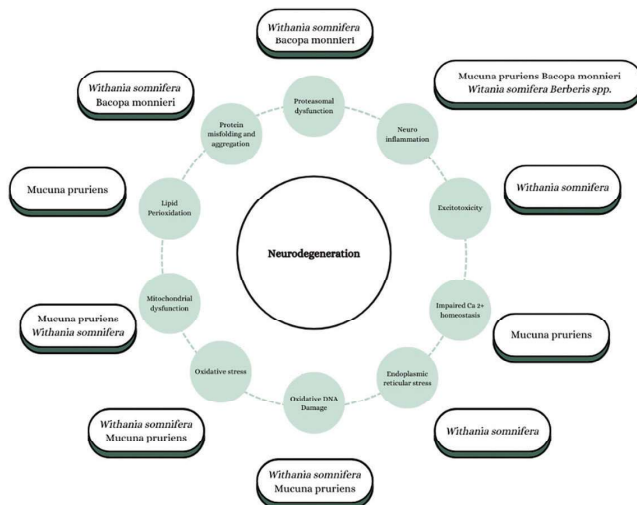 Withania somnifera
Bacopa monnieri
Withania somnifera
Bacopa monnieri
Mucuna pruriens Bacopa monnieri
Witania somifera Berberis spp.
Proteasomal
dysfunction
Protein
misfolding and
aggregation
Neuro
inflammation
Mucuna pruriens
Lipid
Perioxidation
Excitotoxicity
Withania somnifera
Neurodegeneration
Mitochondrial
dysfunction
Impaired Ca 2+
homeostasis
Mucuna pruriens
Withania somnifera
Mucuna pruriens
Oxidative stress
Endoplasmic
reticular stress
Oxidative DNA
Damage
Withania somnifera
Mucuna pruriens
Withania somnifera
Withania somnifera
Mucuna pruriens